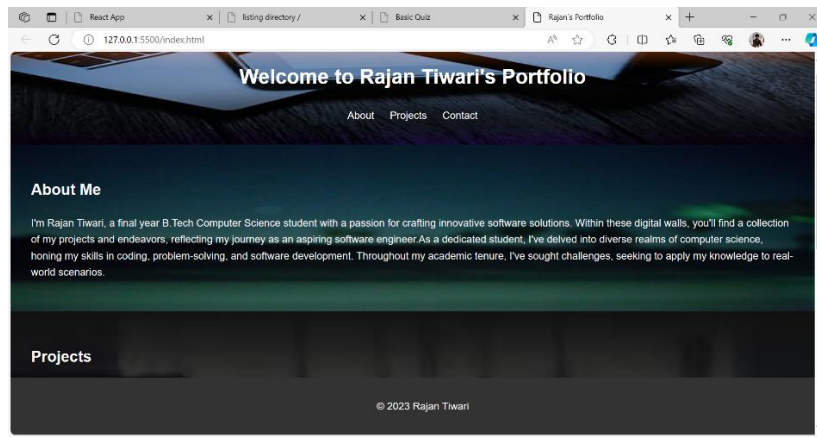 React App
listing directory /
Basic Quiz
Rajan's Portfolio
127.0.0.1:5500/index.html
Welcome to Rajan Tiwari's Portfolio
About Projects Contact
About Me
I'm Rajan Tiwari, a final year B.Tech Computer Science student with a passion for crafting innovative software solutions. Within these digital walls, you'll find a collection
of my projects and endeavors, reflecting my journey as an aspiring software engineer.As a dedicated student, I've delved into diverse realms of computer science,
honing my skills in coding, problem-solving, and software development. Throughout my academic tenure, I've sought challenges, seeking to apply my knowledge to real-
world scenarios.
Projects
© 2023 Rajan Tiwari